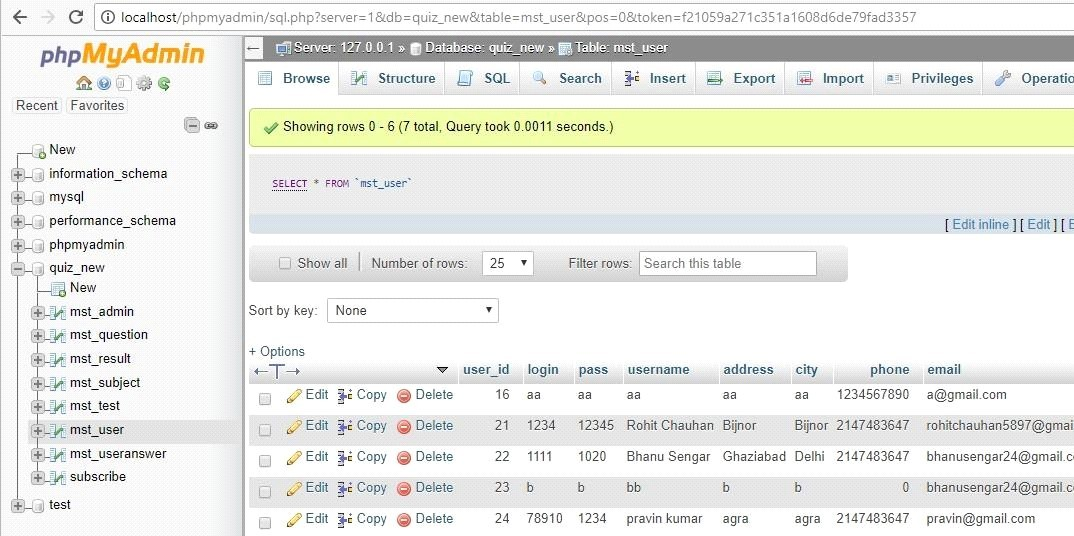 localhost/phpmyadmin/sql.php?server=1&db=quiz_new&table=mst_user&pos=0&token=f21059a271c351a1608d6de79fad3357
phpMyAdmin
Recent Favorites
New
information_schema
mysql
performance_schema
phpmyadmin
quiz_new
New
mst_admin
mst_question
mst_result
mst_subject
mst_test
mst_user
mst_useranswer
subscribe
test
Server: 127.0.0.1 » Database: quiz_new » Table: mst_user
Browse Structure SQL Search Insert Export Import Privileges Operatio
Showing rows 0 - 6 (7 total, Query took 0.0011 seconds.)
SELECT * FROM `mst_user`
[ Edit inline ] [ Edit ] [ E
Show all Number of rows: 25 Filter rows: Search this table
Sort by key: None
+ Options
←T→ user_id login pass username address city phone email
Edit Copy Delete 16 aa aa aa aa aa 1234567890 a@gmail.com
Edit Copy Delete 21 1234 12345 Rohit Chauhan Bijnor Bijnor 2147483647 rohitchauhan5897@gmai
Edit Copy Delete 22 1111 1020 Bhanu Sengar Ghaziabad Delhi 2147483647 bhanusengar24@gmail.c
Edit Copy Delete 23 b b bb b b 0 bhanusengar24@gmail.c
Edit Copy Delete 24 78910 1234 pravin kumar agra agra 2147483647 pravin@gmail.com